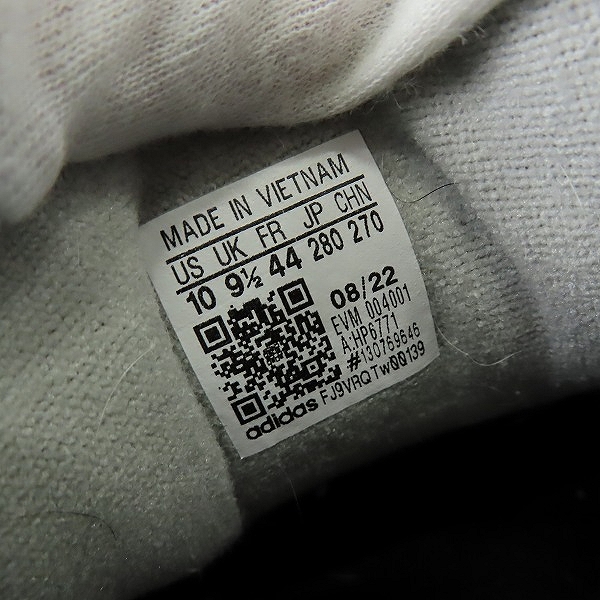 MADE IN VIETNAM
US UK FR JP CHN
10 9½ 44 280 270
08/22
EVM 004001
A:HP6771
#130769646
adidas FJ9VRQTW00139